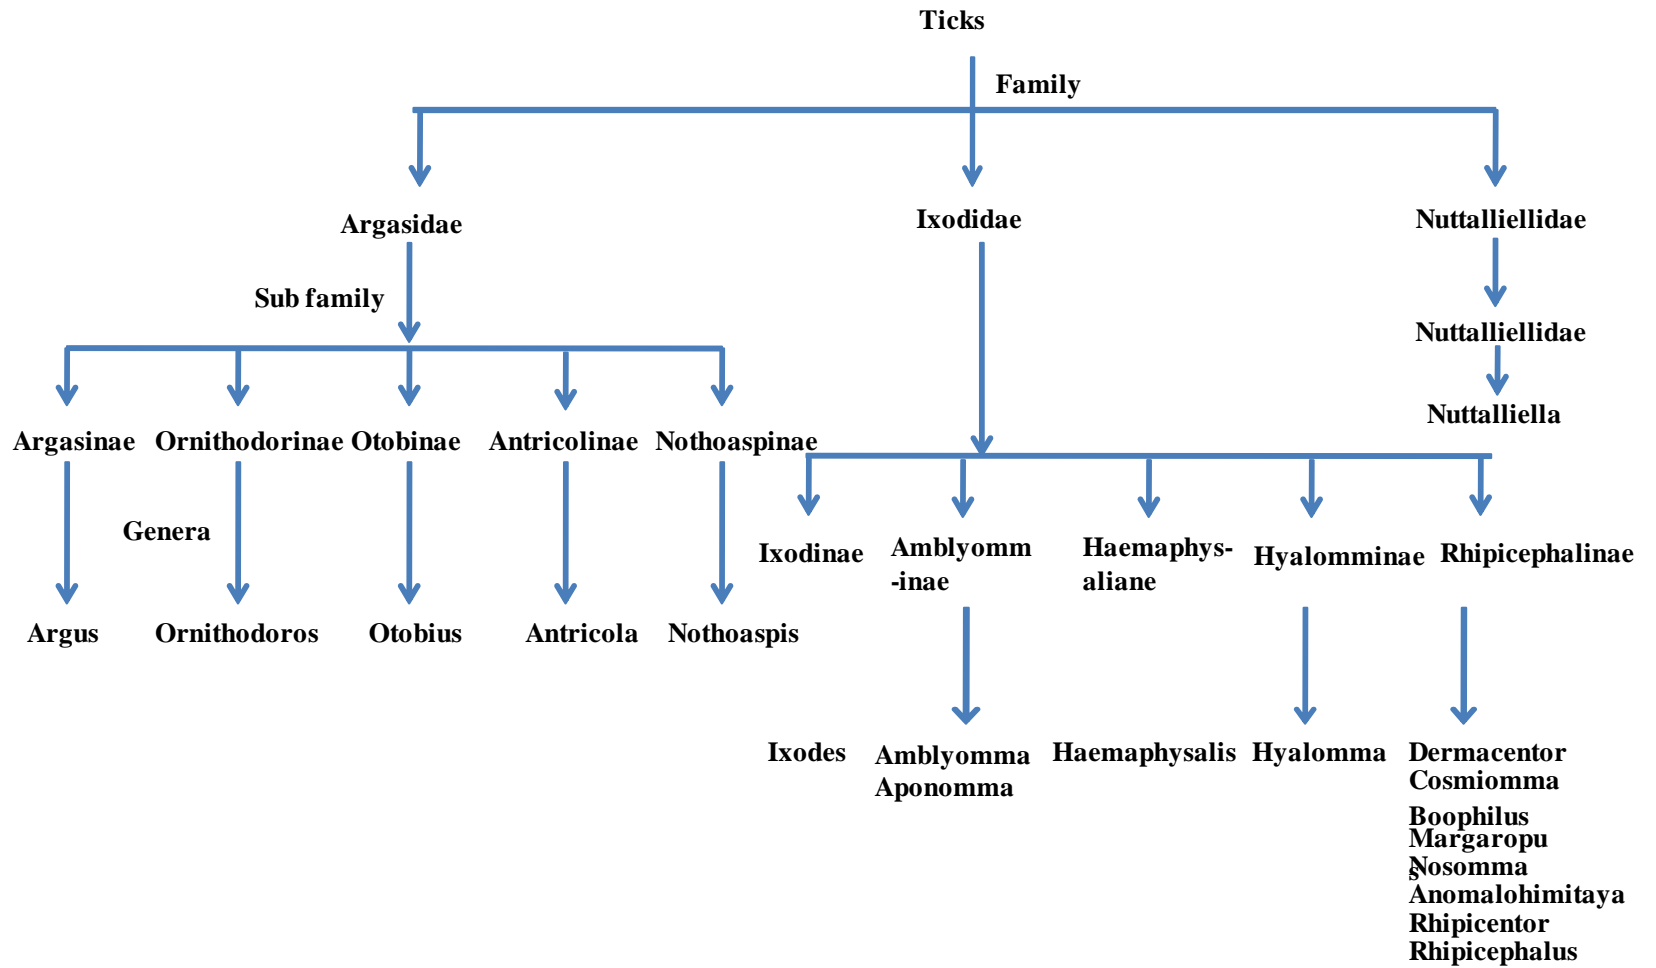 Ticks
Family
Argasidae
Ixodidae
Nuttalliellidae
Sub family
Nuttalliellidae
Nuttalliella
Argasinae
Ornithodorinae
Otobinae
Antricolinae
Nothoaspinae
Genera
Ixodinae
Amblyomm
-inae
Haemaphys-
aliane
Hyalomminae
Rhipicephalinae
Argus
Ornithodoros
Otobius
Antricola
Nothoaspis
Ixodes
Amblyomma
Aponomma
Haemaphysalis
Hyalomma
Dermacentor
Cosmiomma
Boophilus
Margaropu
s
Nosomma
Anomalohimitaya
Rhipicentor
Rhipicephalus